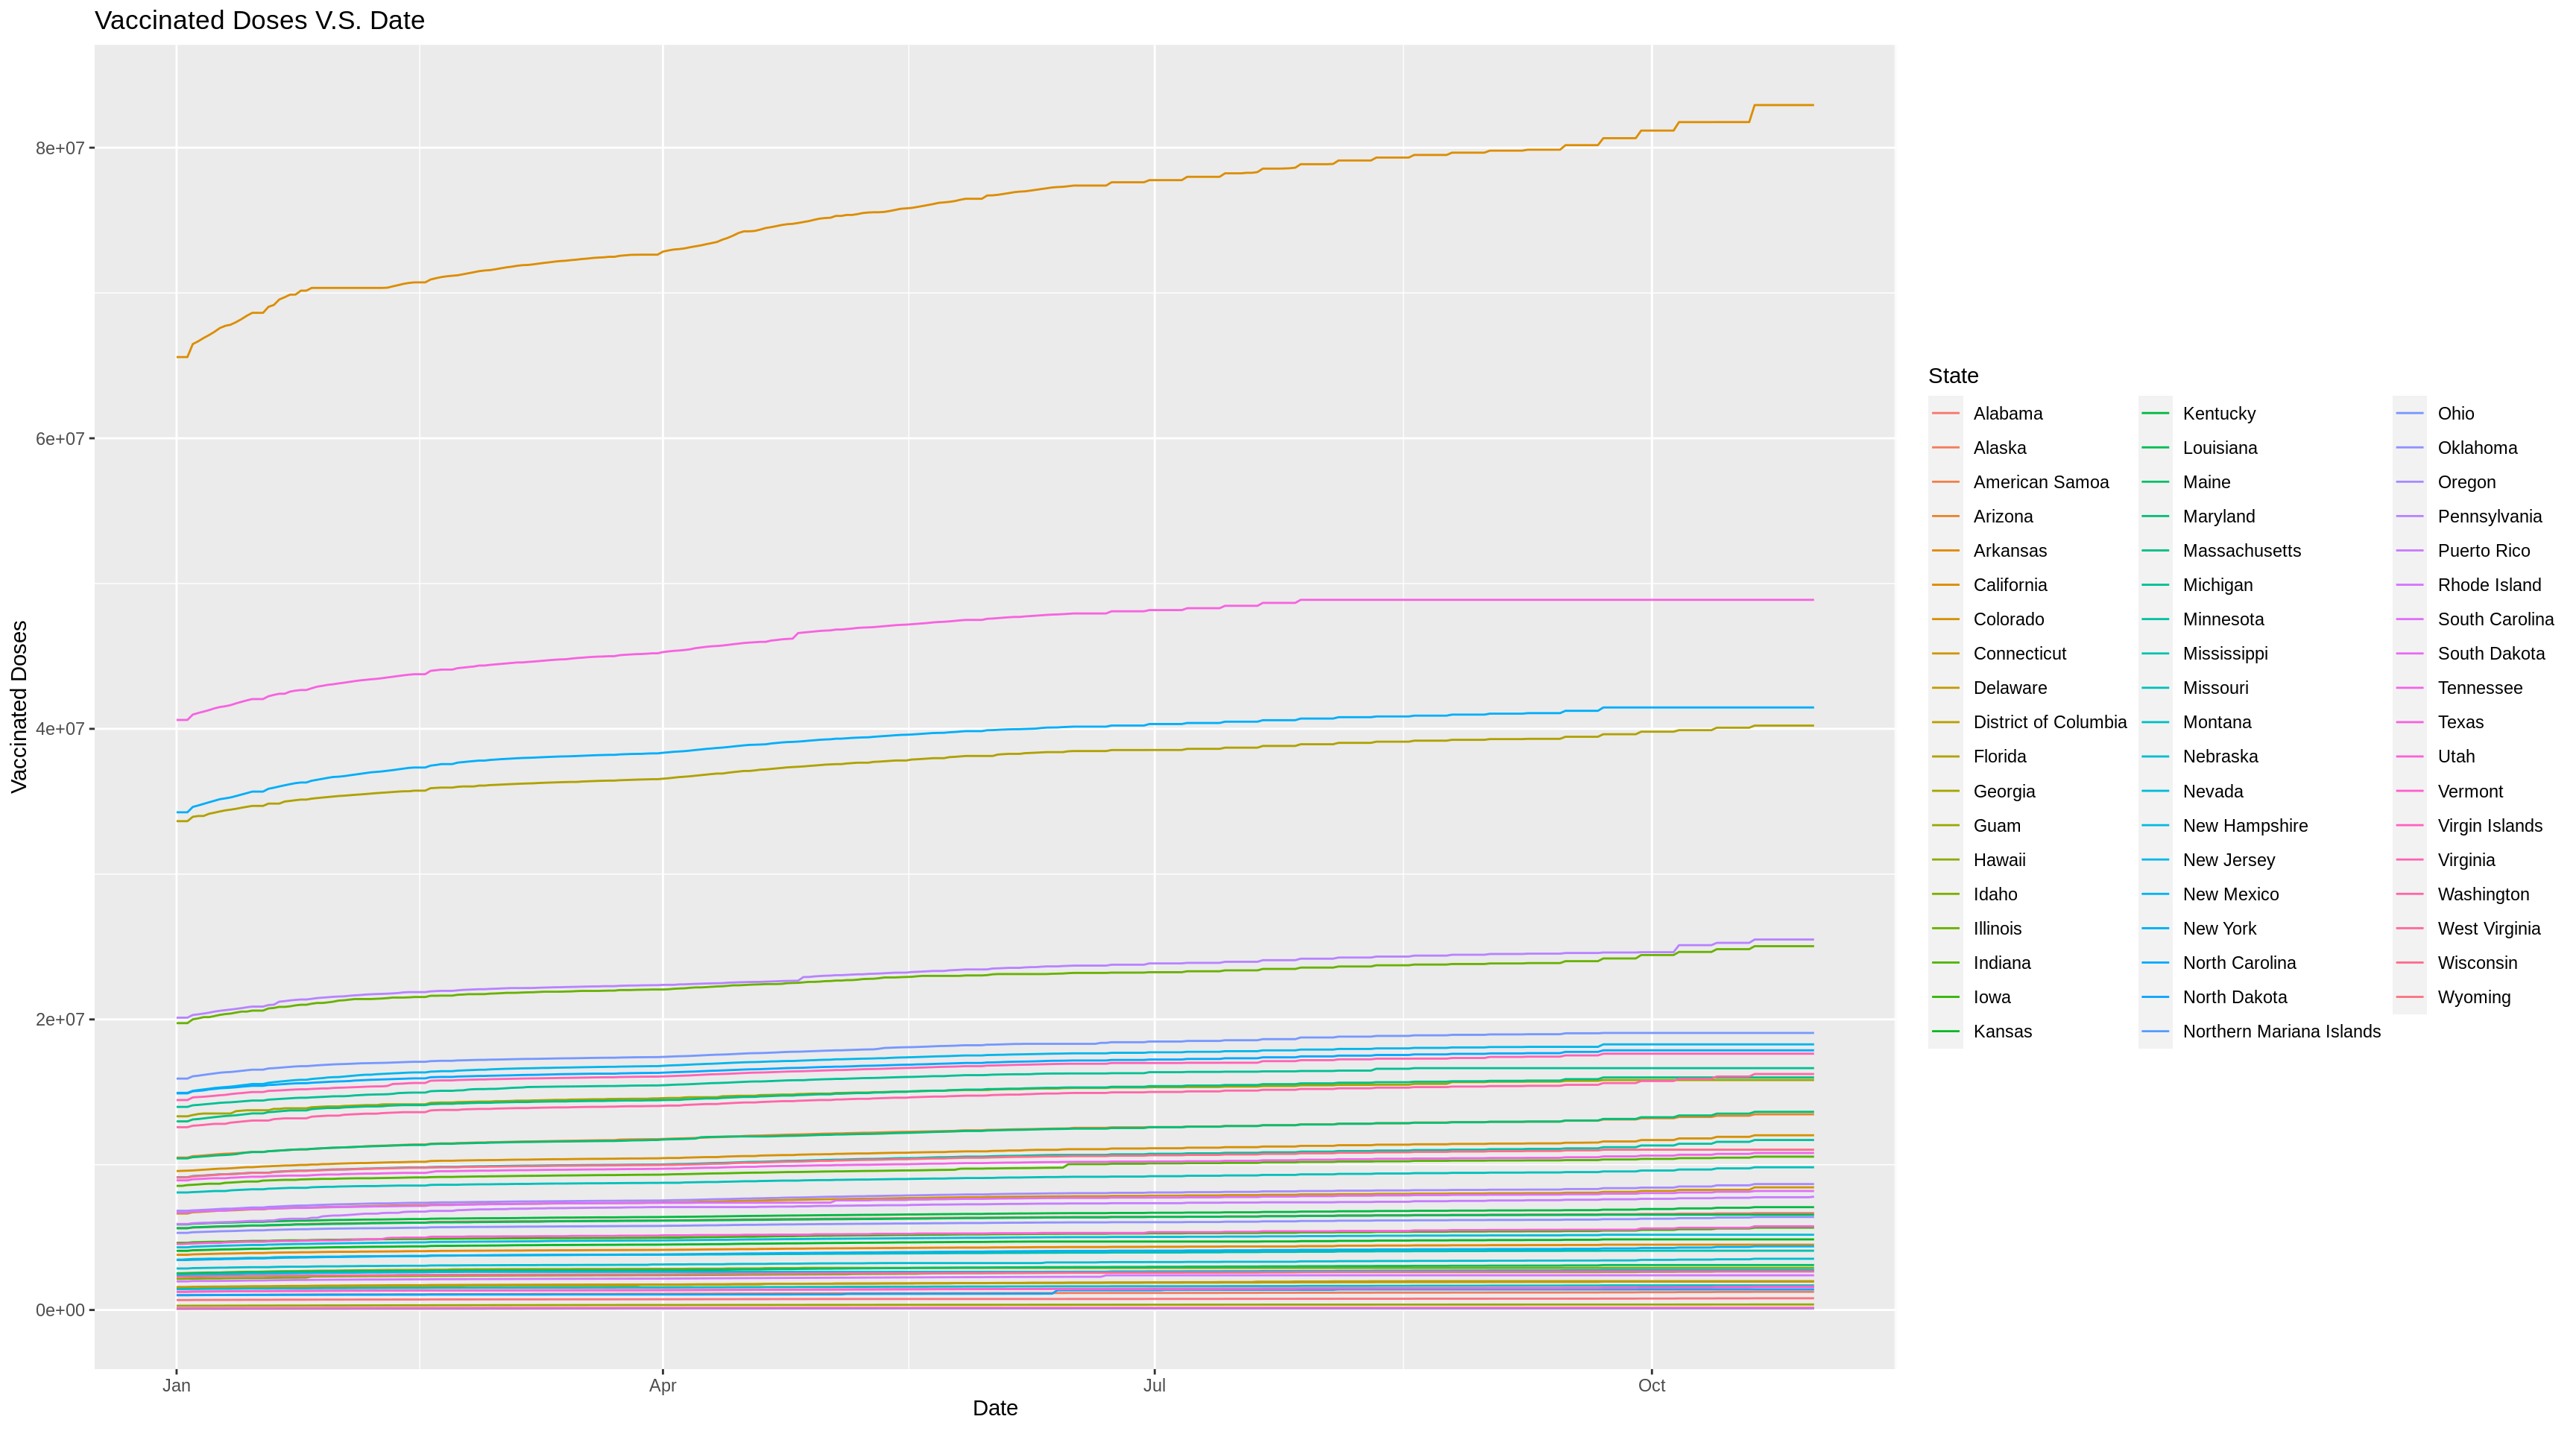 Vaccinated Doses V.S. Date
Vaccinated Doses
8e+07
6e+07
4e+07
2e+07
0e+00
Jan
Apr
Jul
Oct
Date
State
Alabama
Alaska
American Samoa
Arizona
Arkansas
California
Colorado
Connecticut
Delaware
District of Columbia
Florida
Georgia
Guam
Hawaii
Idaho
Illinois
Indiana
Iowa
Kansas
Kentucky
Louisiana
Maine
Maryland
Massachusetts
Michigan
Minnesota
Mississippi
Missouri
Montana
Nebraska
Nevada
New Hampshire
New Jersey
New Mexico
New York
North Carolina
North Dakota
Northern Mariana Islands
Ohio
Oklahoma
Oregon
Pennsylvania
Puerto Rico
Rhode Island
South Carolina
South Dakota
Tennessee
Texas
Utah
Vermont
Virgin Islands
Virginia
Washington
West Virginia
Wisconsin
Wyoming